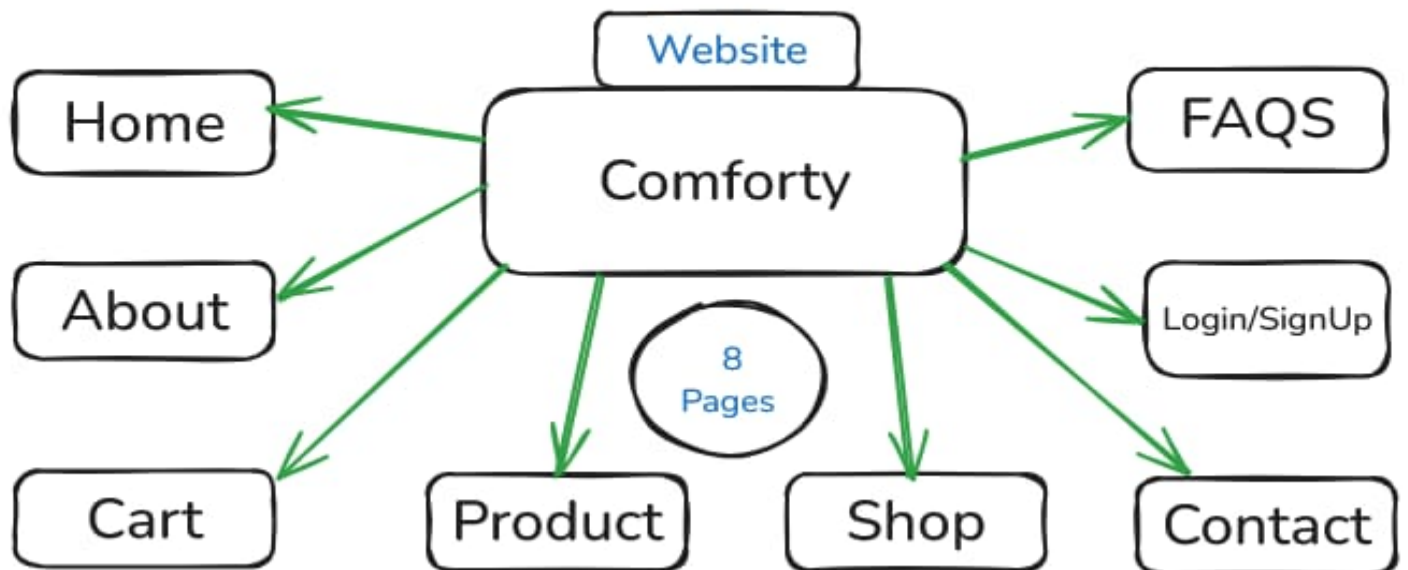 Website
Comforty
Home
FAQS
About
Login/SignUp
8
Pages
Cart
Product
Shop
Contact